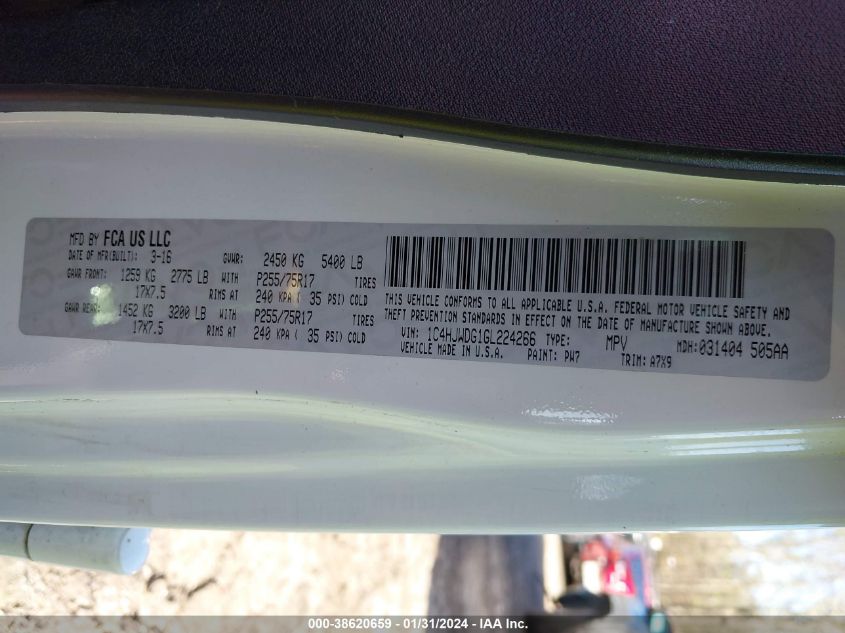 MFD BY FCA US LLC
DATE OF MFR(BUILT): 3-16 GVWR: 2450 KG 5400 LB
GAWR FRONT: 1259 KG 2775 LB WITH P255/75R17 TIRES
17X7.5 RIMS AT 240 KPA ( 35 PSI) COLD
GAWR REAR: 1452 KG 3200 LB WITH P255/75R17 TIRES
17X7.5 RIMS AT 240 KPA ( 35 PSI) COLD
THIS VEHICLE CONFORMS TO ALL APPLICABLE U.S.A. FEDERAL MOTOR VEHICLE SAFETY AND
THEFT PREVENTION STANDARDS IN EFFECT ON THE DATE OF MANUFACTURE SHOWN ABOVE.
VIN: 1C4HJWDG1GL224266 TYPE: MPV MDH:031404 505AA
VEHICLE MADE IN U.S.A. PAINT: PW7 TRIM: A7X9
000-38620659 - 01/31/2024 - IAA Inc.